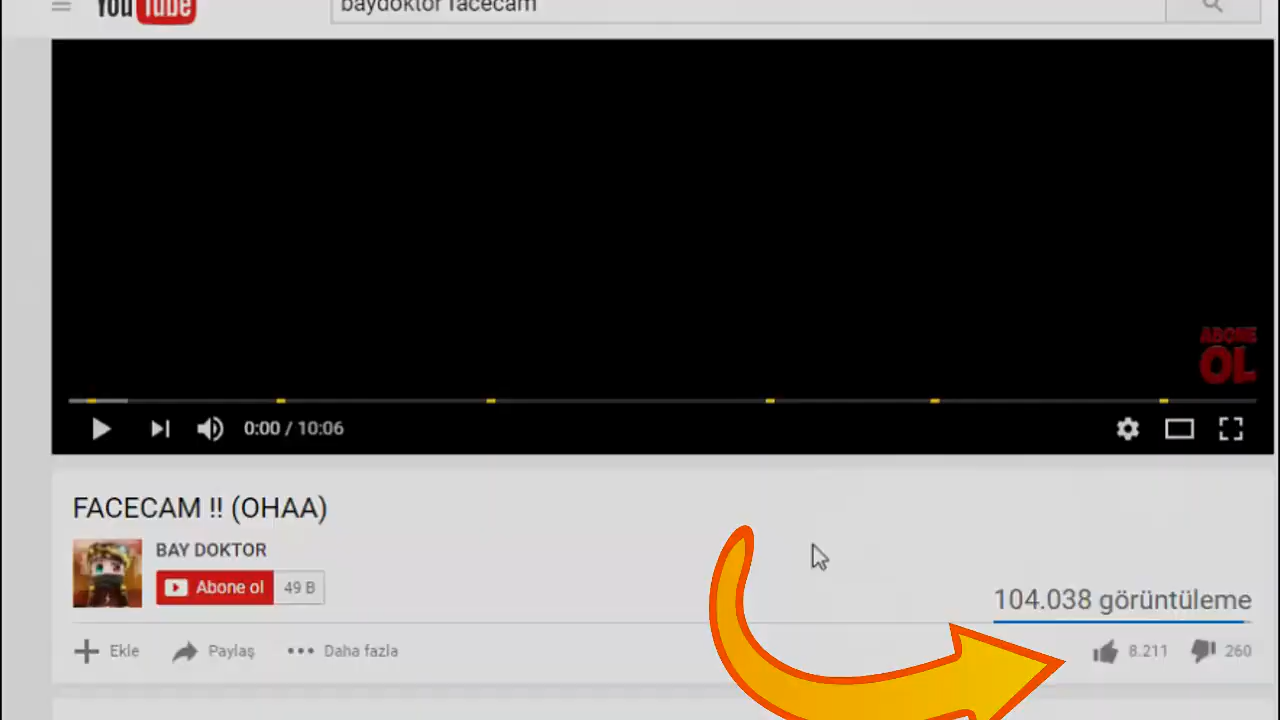 YouTube
baydoktor facecam
ABONE
OL
0:00 / 10:06
FACECAM !! (OHAA)
BAY DOKTOR
Abone ol 49 B
104.038 görüntüleme
Ekle Paylaş Daha fazla 8.211 260